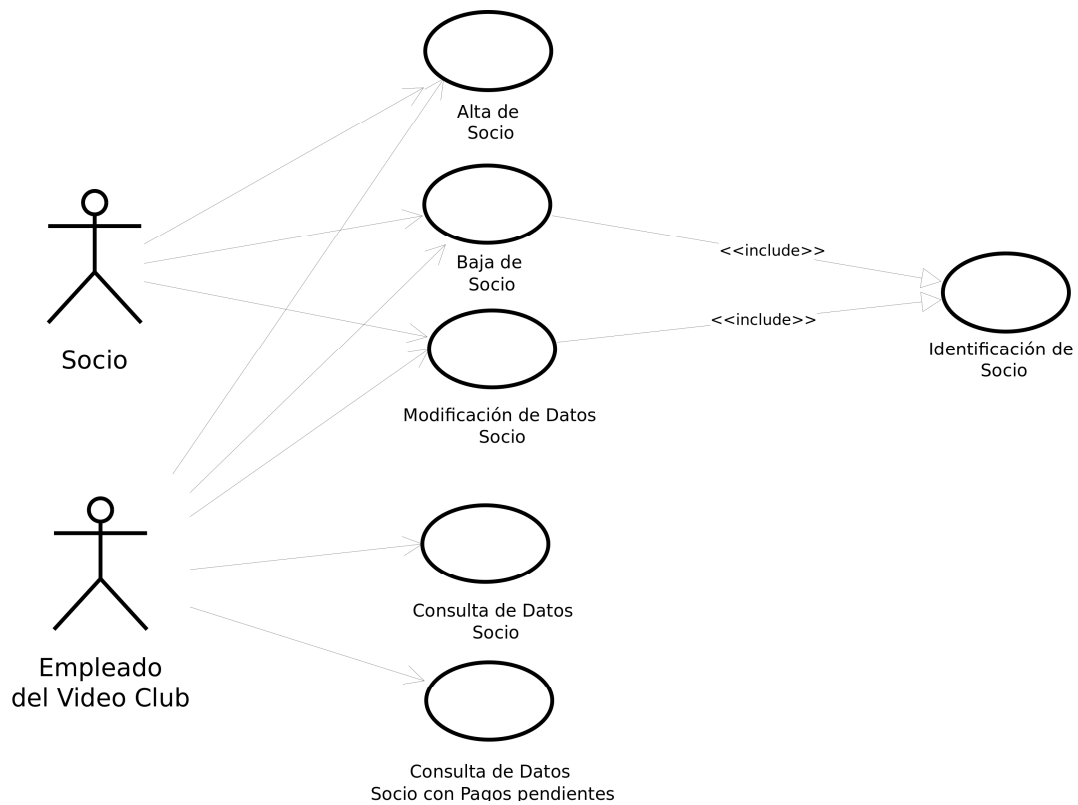 Alta de
Socio
Baja de
Socio
<<include>>
<<include>>
Identificación de
Socio
Socio
Modificación de Datos
Socio
Consulta de Datos
Socio
Empleado
del Video Club
Consulta de Datos
Socio con Pagos pendientes